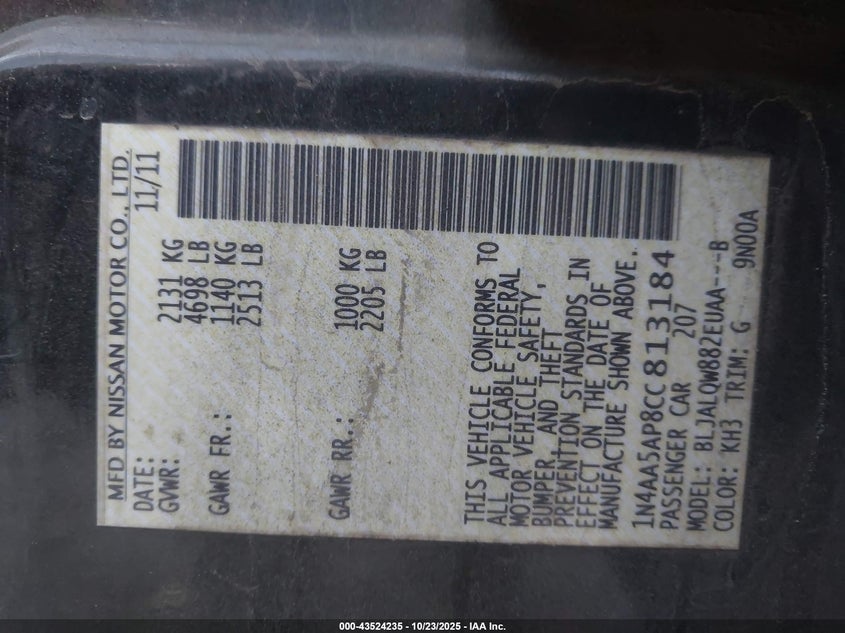 MFD BY NISSAN MOTOR CO., LTD.
DATE: 11/11
GVWR: 2131 KG
4698 LB
GAWR FR.: 1140 KG
2513 LB
GAWR RR.: 1000 KG
2205 LB
THIS VEHICLE CONFORMS TO
ALL APPLICABLE FEDERAL
MOTOR VEHICLE SAFETY,
BUMPER, AND THEFT
PREVENTION STANDARDS IN
EFFECT ON THE DATE OF
MANUFACTURE SHOWN ABOVE.
1N4AA5AP8CC813184
PASSENGER CAR 207
MODEL: BLJALQW882EUAA---B
COLOR: KH3 TRIM: G 9N00A
000-43524235 - 10/23/2025 - IAA Inc.